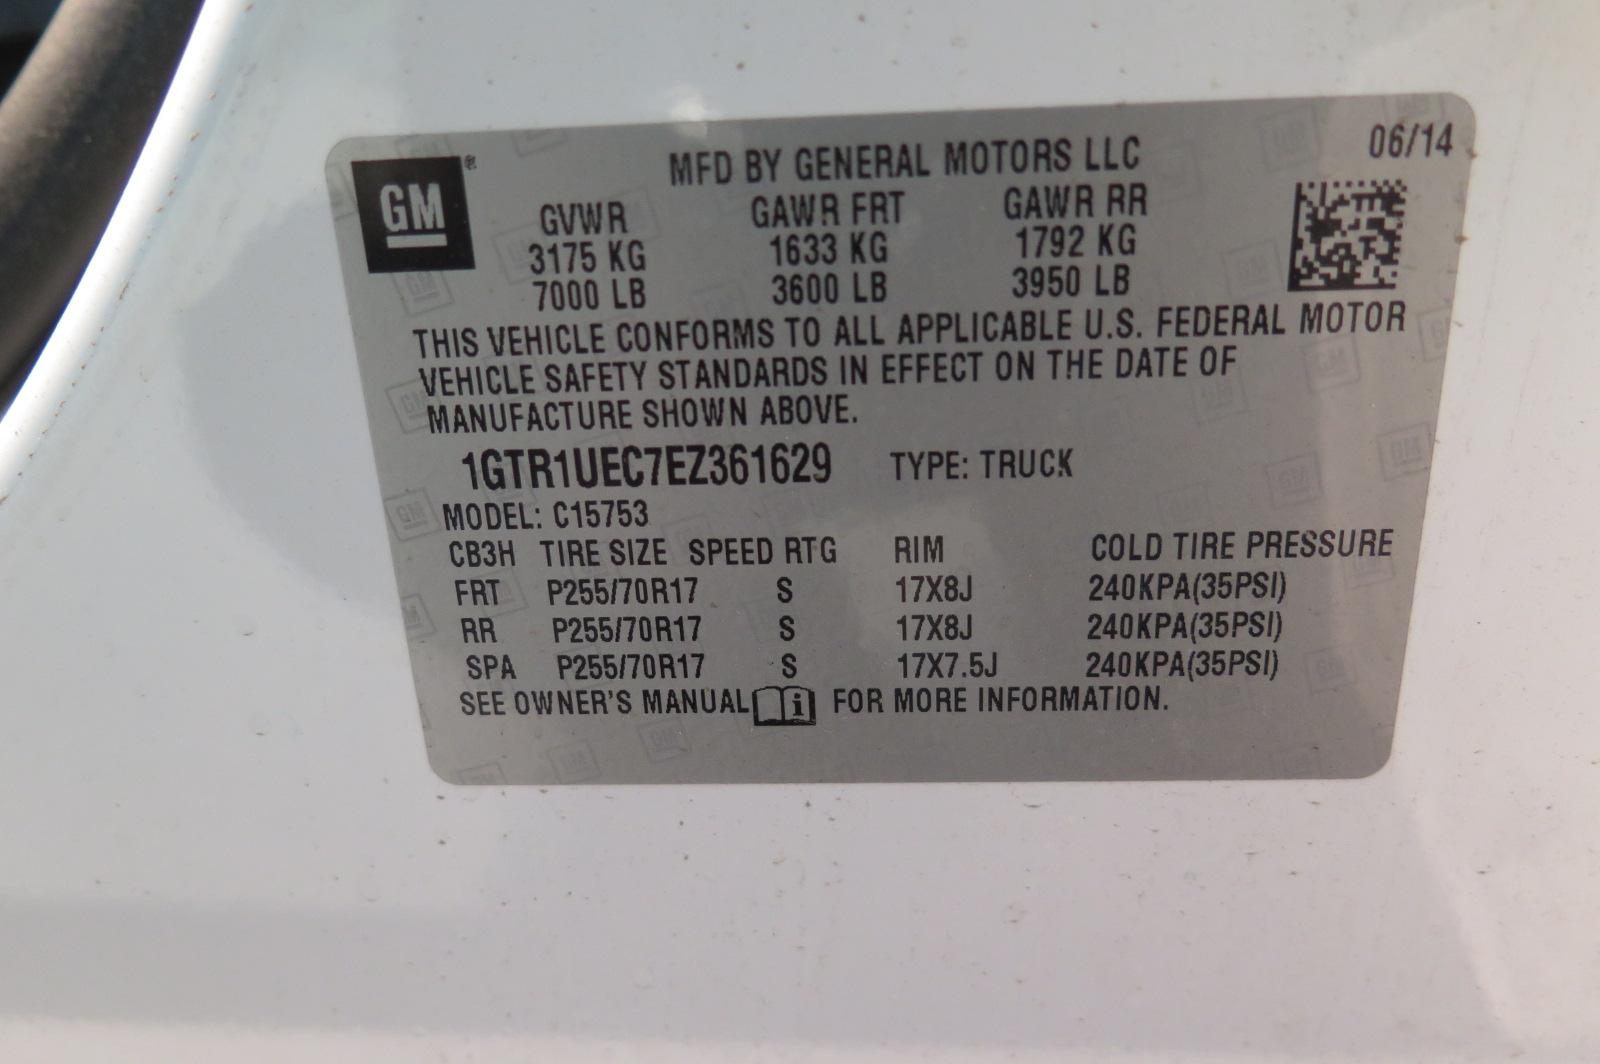 06/14
GM® MFD BY GENERAL MOTORS LLC
GVWR GAWR FRT GAWR RR
3175 KG 1633 KG 1792 KG
7000 LB 3600 LB 3950 LB
THIS VEHICLE CONFORMS TO ALL APPLICABLE U.S. FEDERAL MOTOR
VEHICLE SAFETY STANDARDS IN EFFECT ON THE DATE OF
MANUFACTURE SHOWN ABOVE.
1GTR1UEC7EZ361629 TYPE: TRUCK
MODEL: C15753
CB3H TIRE SIZE SPEED RTG RIM COLD TIRE PRESSURE
FRT P255/70R17 S 17X8J 240KPA(35PSI)
RR P255/70R17 S 17X8J 240KPA(35PSI)
SPA P255/70R17 S 17X7.5J 240KPA(35PSI)
SEE OWNER'S MANUAL i FOR MORE INFORMATION.